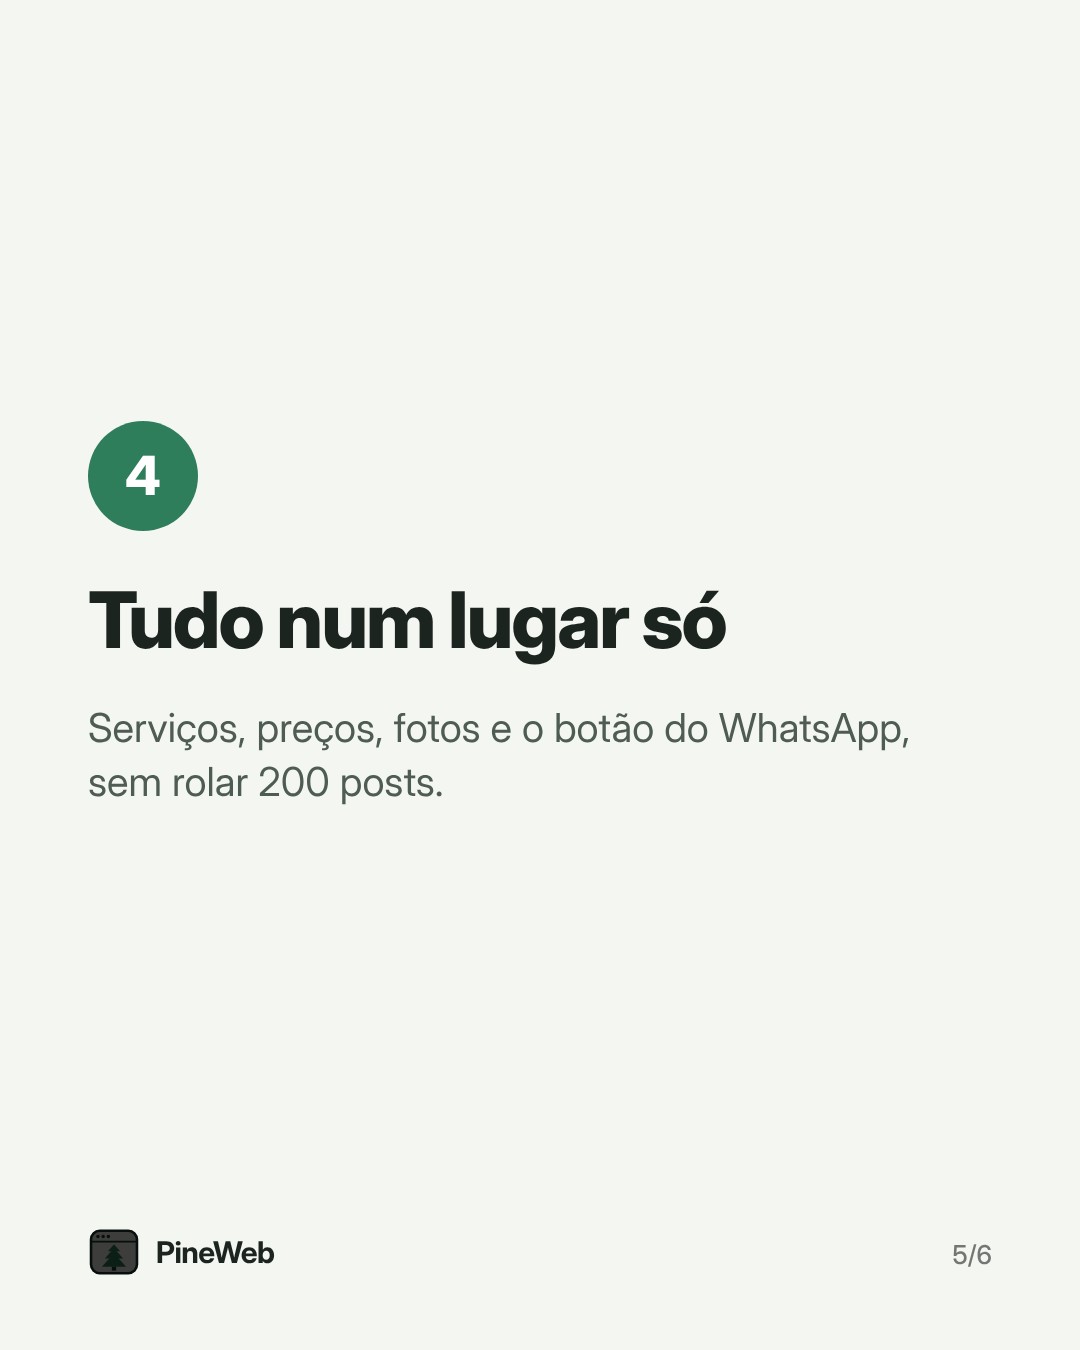 4
Tudo num lugar só
Serviços, preços, fotos e o botão do WhatsApp,
sem rolar 200 posts.
PineWeb
5/6